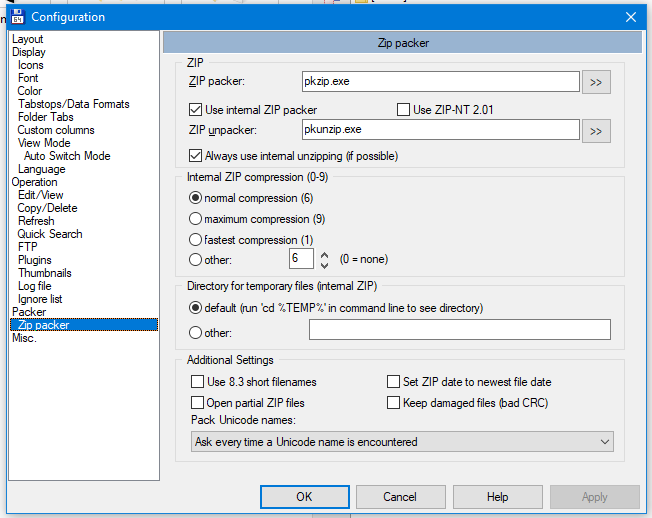 64
Configuration
Layout
Display
Icons
Font
Color
Tabstops/Data Formats
Folder Tabs
Custom columns
View Mode
Auto Switch Mode
Language
Operation
Edit/View
Copy/Delete
Refresh
Quick Search
FTP
Plugins
Thumbnails
Log file
Ignore list
Packer
Zip packer
Misc.
Zip packer
ZIP
ZIP packer: pkzip.exe >>
Use internal ZIP packer Use ZIP-NT 2.01
ZIP unpacker: pkunzip.exe >>
Always use internal unzipping (if possible)
Internal ZIP compression (0-9)
normal compression (6)
maximum compression (9)
fastest compression (1)
other: 6 (0 = none)
Directory for temporary files (internal ZIP)
default (run 'cd %TEMP%' in command line to see directory)
other:
Additional Settings
Use 8.3 short filenames Set ZIP date to newest file date
Open partial ZIP files Keep damaged files (bad CRC)
Pack Unicode names:
Ask every time a Unicode name is encountered
OK Cancel Help Apply